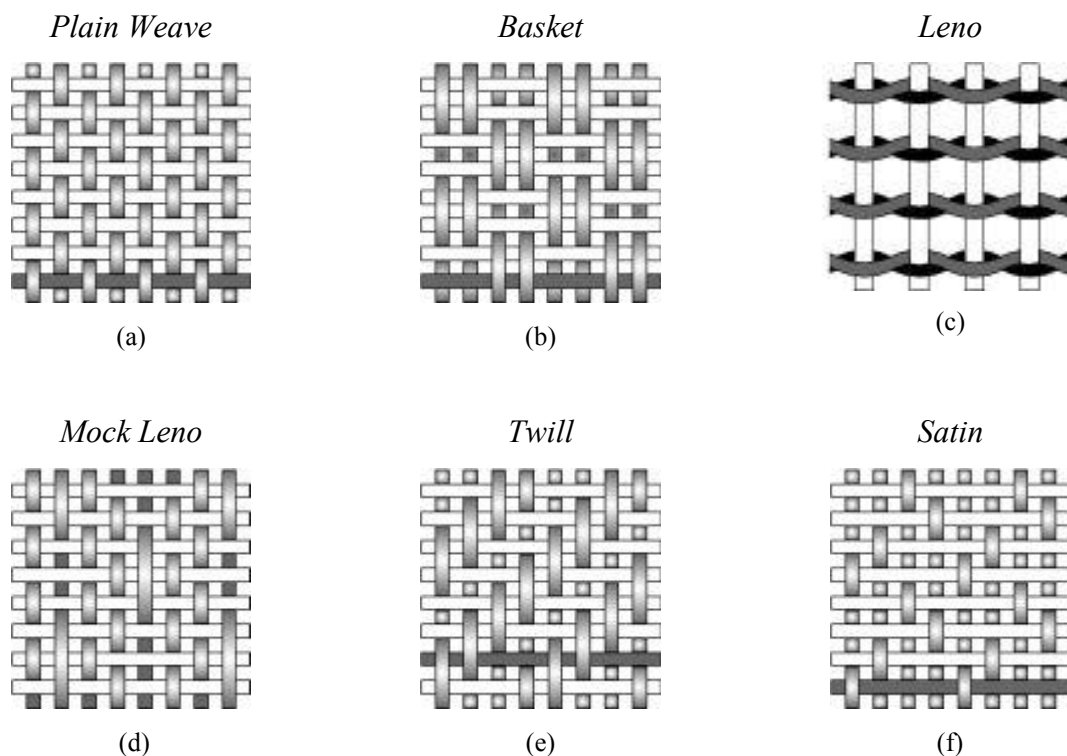 Plain Weave
Basket
Leno
(a)
(b)
(c)
Mock Leno
Twill
Satin
(d)
(e)
(f)